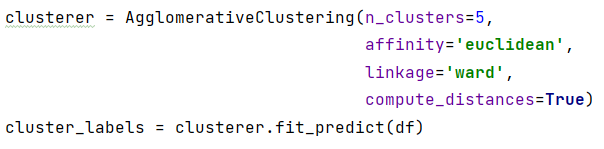 clusterer = AgglomerativeClustering(n_clusters=5,
                                    affinity='euclidean',
                                    linkage='ward',
                                    compute_distances=True)
cluster_labels = clusterer.fit_predict(df)